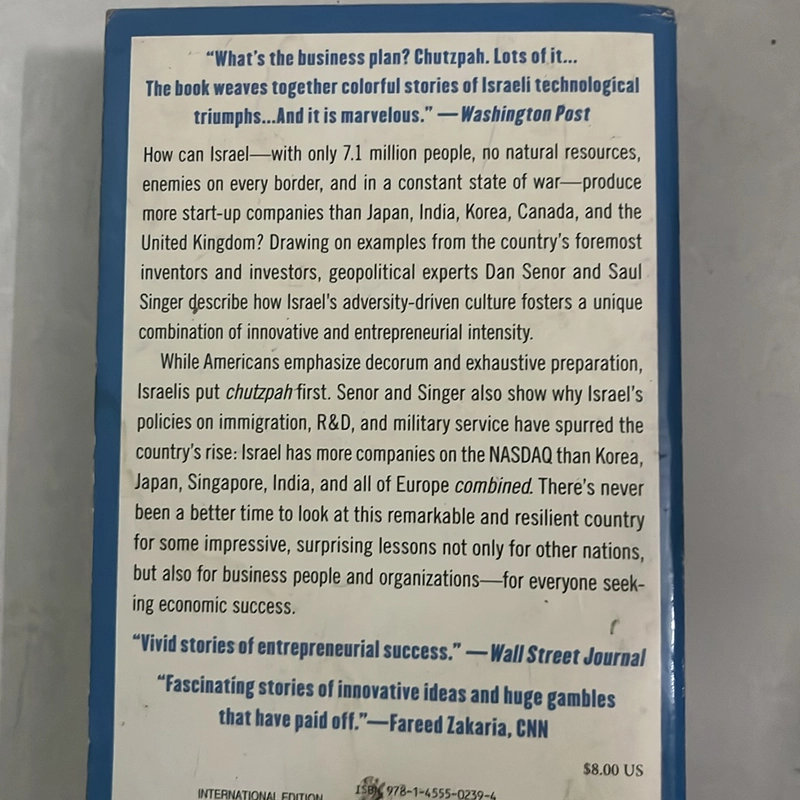 “What’s the business plan? Chutzpah. Lots of it...
The book weaves together colorful stories of Israeli technological
triumphs...And it is marvelous.” —Washington Post
How can Israel—with only 7.1 million people, no natural resources,
enemies on every border, and in a constant state of war—produce
more start-up companies than Japan, India, Korea, Canada, and the
United Kingdom? Drawing on examples from the country’s foremost
inventors and investors, geopolitical experts Dan Senor and Saul
Singer describe how Israel’s adversity-driven culture fosters a unique
combination of innovative and entrepreneurial intensity.
While Americans emphasize decorum and exhaustive preparation,
Israelis put chutzpah first. Senor and Singer also show why Israel’s
policies on immigration, R&D, and military service have spurred the
country’s rise: Israel has more companies on the NASDAQ than Korea,
Japan, Singapore, India, and all of Europe combined. There’s never
been a better time to look at this remarkable and resilient country
for some impressive, surprising lessons not only for other nations,
but also for business people and organizations—for everyone seek-
ing economic success.
“Vivid stories of entrepreneurial success.” —Wall Street Journal
“Fascinating stories of innovative ideas and huge gambles
that have paid off.”—Fareed Zakaria, CNN
$8.00 US
INTERNATIONAL EDITION ISBN 978-1-4555-0239-4